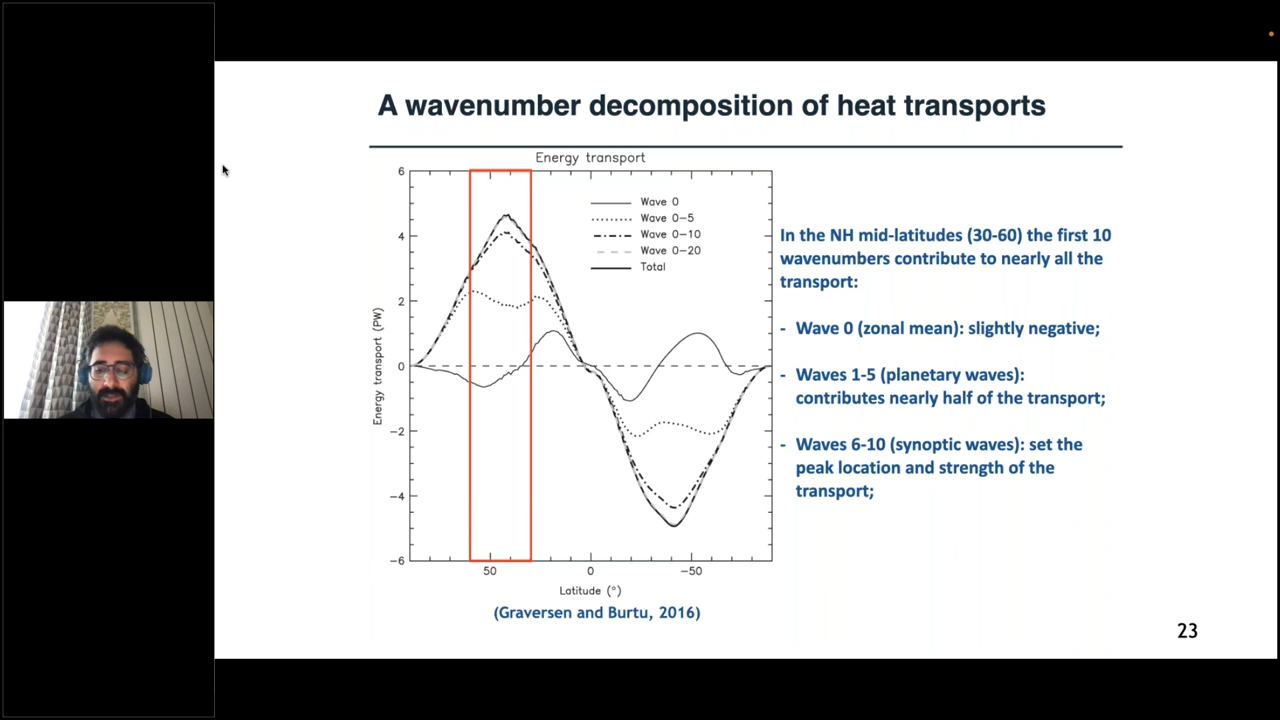 A wavenumber decomposition of heat transports
Energy transport
6
4
2
0
−2
−4
−6
Energy transport (PW)
Wave 0
Wave 0−5
Wave 0−10
Wave 0−20
Total
50
0
−50
Latitude (°)
(Graversen and Burtu, 2016)
In the NH mid-latitudes (30-60) the first 10
wavenumbers contribute to nearly all the
transport:
- Wave 0 (zonal mean): slightly negative;
- Waves 1-5 (planetary waves):
contributes nearly half of the transport;
- Waves 6-10 (synoptic waves): set the
peak location and strength of the
transport;
23